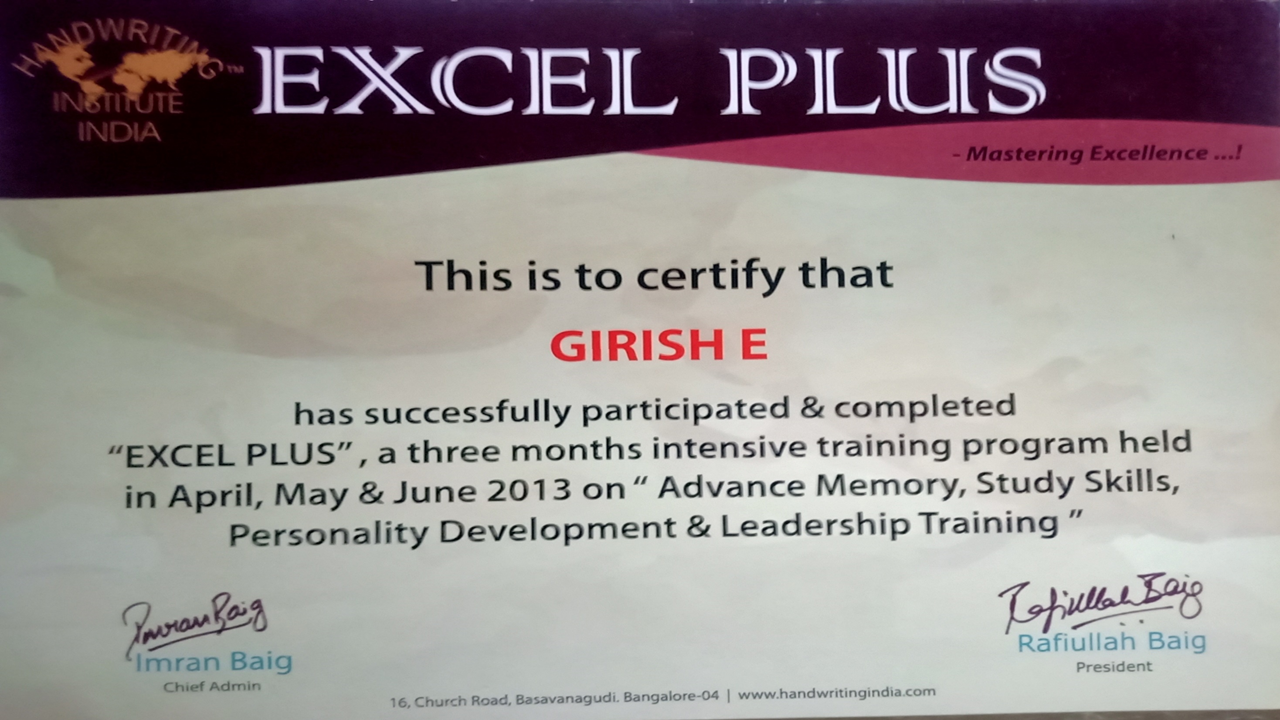 HANDWRITING
INSTITUTE
INDIA
™
EXCEL PLUS
- Mastering Excellence ...!
This is to certify that
GIRISH E
has successfully participated & completed
“EXCEL PLUS” , a three months intensive training program held
in April, May & June 2013 on “ Advance Memory, Study Skills,
Personality Development & Leadership Training ”
Imran Baig
Imran Baig
Chief Admin
Rafiullah Baig
Rafiullah Baig
President
16, Church Road, Basavanagudi. Bangalore-04 | www.handwritingindia.com